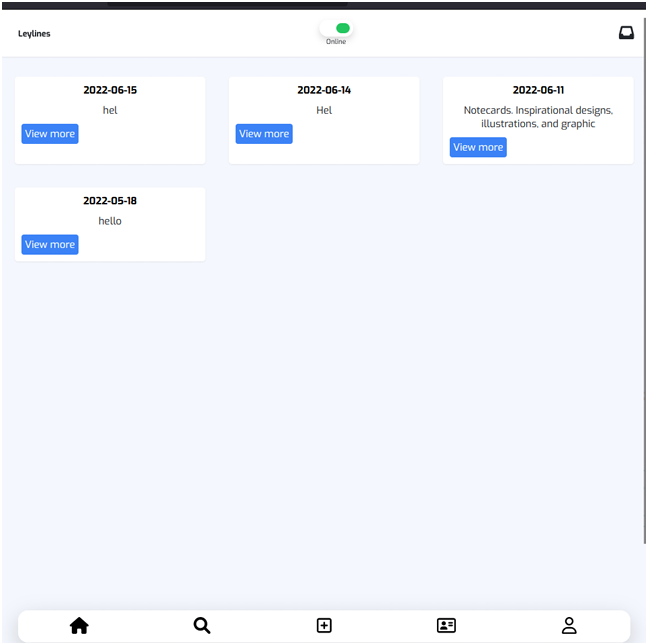 Leylines
Online
2022-06-15
hel
View more
2022-06-14
Hel
View more
2022-06-11
Notecards. Inspirational designs,
illustrations, and graphic
View more
2022-05-18
hello
View more